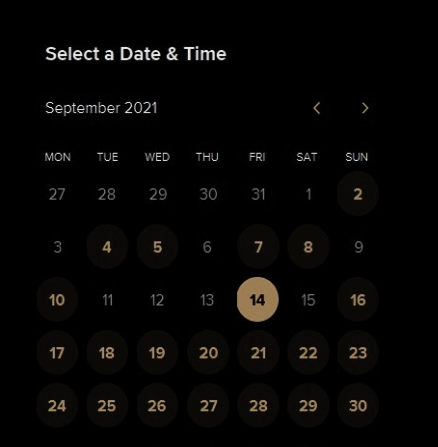 Select a Date & Time
September 2021
MON TUE WED THU FRI SAT SUN
27 28 29 30 31 1 2
3 4 5 6 7 8 9
10 11 12 13 14 15 16
17 18 19 20 21 22 23
24 25 26 27 28 29 30